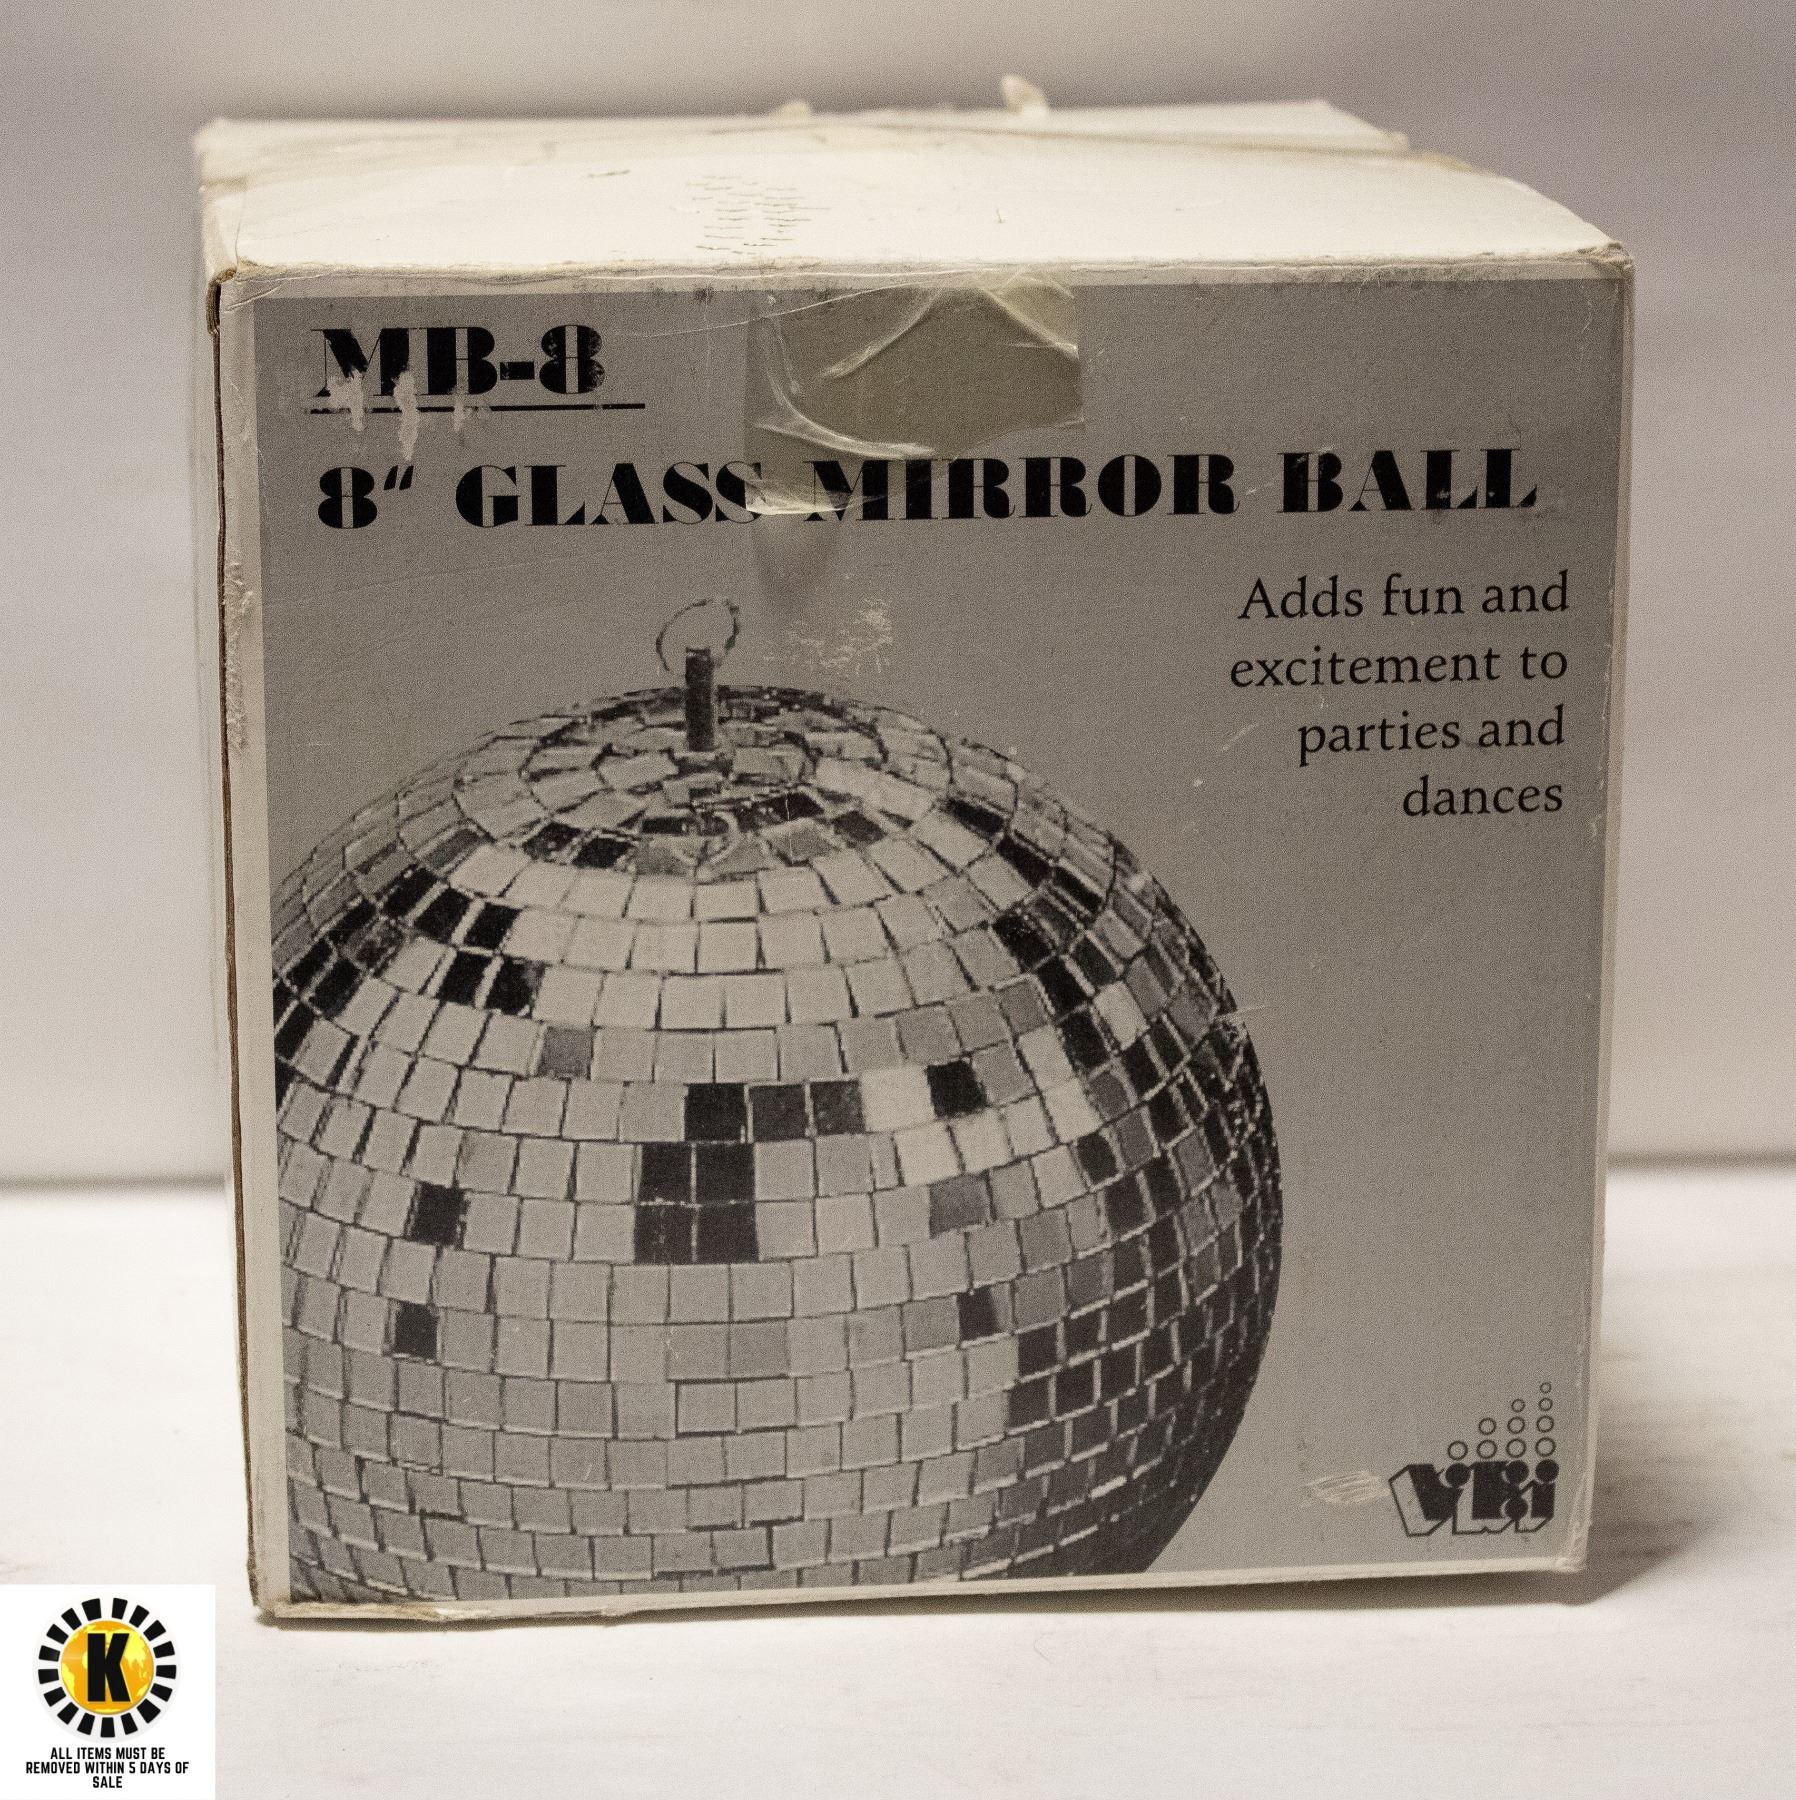 MB-8
8“ GLASS MIRROR BALL
Adds fun and
excitement to
parties and
dances
K
ALL ITEMS MUST BE
REMOVED WITHIN 5 DAYS OF
SALE